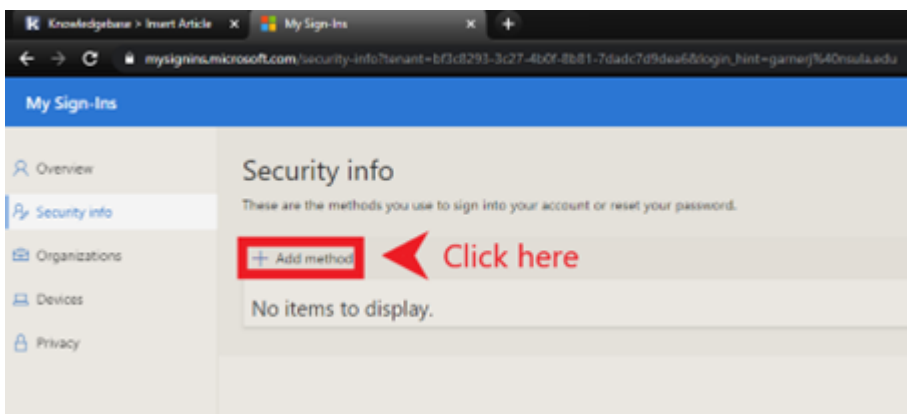 Knowledgebase > Insert Article
My Sign-Ins
mysignins.microsoft.com/security-info?tenant=bf3c8293-3c27-4b0f-8b81-7dadc7d9dea6&login_hint=garnerj%40nsula.edu
My Sign-Ins
Overview
Security info
Organizations
Devices
Privacy
Security info
These are the methods you use to sign into your account or reset your password.
+ Add method
Click here
No items to display.